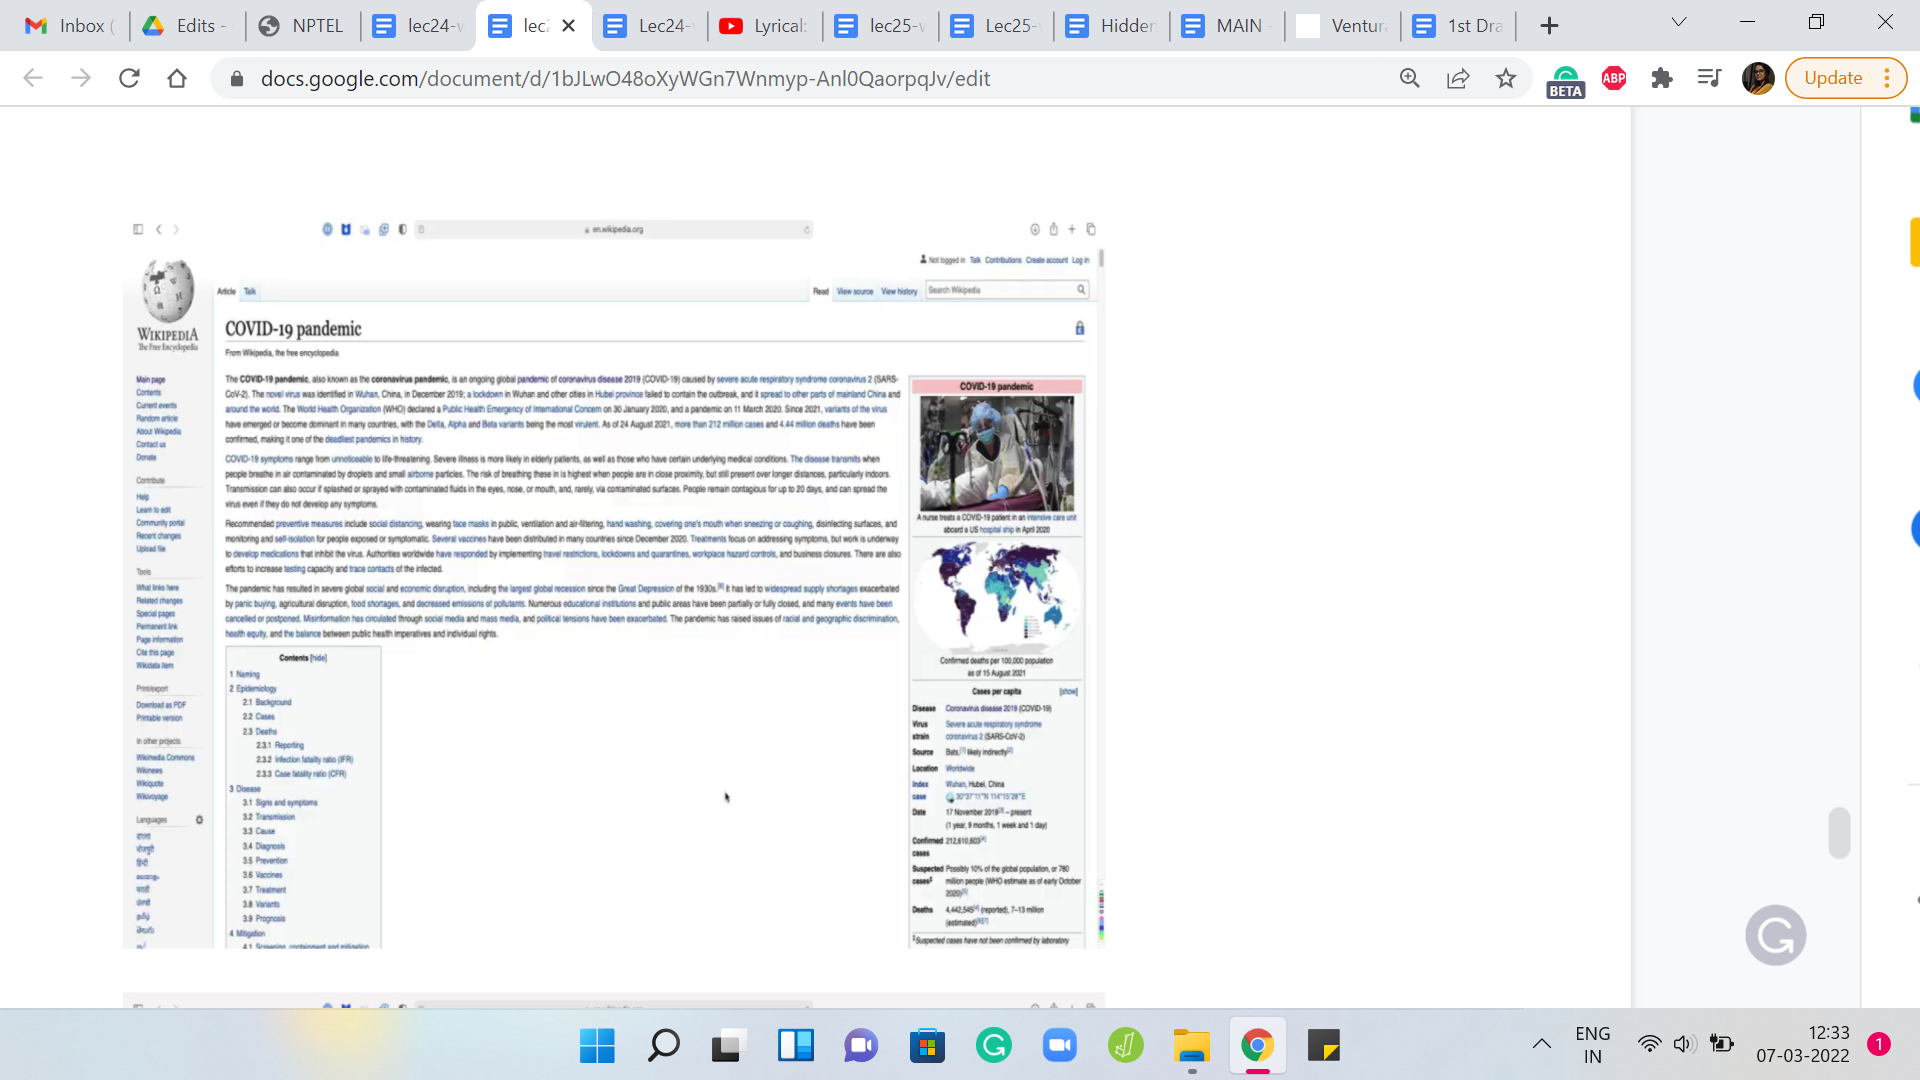 Inbox (
Edits -
NPTEL
lec24-v
lec
Lec24-
Lyrical:
lec25-v
Lec25-
Hidden
MAIN -
Ventura
1st Dra
docs.google.com/document/d/1bJLwO48oXyWGn7Wnmyp-Anl0QaorpqJv/edit
BETA
ABP
Update
en.wikipedia.org
Not logged in Talk Contributions Create account Log in
Article Talk
Read View source View history
Search Wikipedia
WIKIPEDIA
The Free Encyclopedia
COVID-19 pandemic
From Wikipedia, the free encyclopedia
Main page
Contents
Current events
Random article
About Wikipedia
Contact us
Donate
Contribute
Help
Learn to edit
Community portal
Recent changes
Upload file
Tools
What links here
Related changes
Special pages
Permanent link
Page information
Cite this page
Wikidata item
Print/export
Download as PDF
Printable version
In other projects
Wikimedia Commons
Wikinews
Wikiquote
Wikivoyage
Languages
हिन्दी
मराठी
தமிழ்
తెలుగు
The COVID-19 pandemic, also known as the coronavirus pandemic, is an ongoing global pandemic of coronavirus disease 2019 (COVID-19) caused by severe acute respiratory syndrome coronavirus 2 (SARS-
CoV-2). The novel virus was identified in Wuhan, China, in December 2019; a lockdown in Wuhan and other cities in Hubei province failed to contain the outbreak, and it spread to other parts of mainland China and
around the world. The World Health Organization (WHO) declared a Public Health Emergency of International Concern on 30 January 2020, and a pandemic on 11 March 2020. Since 2021, variants of the virus
have emerged or become dominant in many countries, with the Delta, Alpha and Beta variants being the most virulent. As of 24 August 2021, more than 212 million cases and 4.44 million deaths have been
confirmed, making it one of the deadliest pandemics in history.
COVID-19 symptoms range from unnoticeable to life-threatening. Severe illness is more likely in elderly patients, as well as those who have certain underlying medical conditions. The disease transmits when
people breathe in air contaminated by droplets and small airborne particles. The risk of breathing these in is highest when people are in close proximity, but still present over longer distances, particularly indoors.
Transmission can also occur if splashed or sprayed with contaminated fluids in the eyes, nose, or mouth, and, rarely, via contaminated surfaces. People remain contagious for up to 20 days, and can spread the
virus even if they do not develop any symptoms.
Recommended preventive measures include social distancing, wearing face masks in public, ventilation and air-filtering, hand washing, covering one's mouth when sneezing or coughing, disinfecting surfaces, and
monitoring and self-isolation for people exposed or symptomatic. Several vaccines have been distributed in many countries since December 2020. Treatments focus on addressing symptoms, but work is underway
to develop medications that inhibit the virus. Authorities worldwide have responded by implementing travel restrictions, lockdowns and quarantines, workplace hazard controls, and business closures. There are also
efforts to increase testing capacity and trace contacts of the infected.
The pandemic has resulted in severe global social and economic disruption, including the largest global recession since the Great Depression of the 1930s.[8] It has led to widespread supply shortages exacerbated
by panic buying, agricultural disruption, food shortages, and decreased emissions of pollutants. Numerous educational institutions and public areas have been partially or fully closed, and many events have been
cancelled or postponed. Misinformation has circulated through social media and mass media, and political tensions have been exacerbated. The pandemic has raised issues of racial and geographic discrimination,
health equity, and the balance between public health imperatives and individual rights.
Contents [hide]
1 Naming
2 Epidemiology
2.1 Background
2.2 Cases
2.3 Deaths
2.3.1 Reporting
2.3.2 Infection fatality ratio (IFR)
2.3.3 Case fatality ratio (CFR)
3 Disease
3.1 Signs and symptoms
3.2 Transmission
3.3 Cause
3.4 Diagnosis
3.5 Prevention
3.6 Vaccines
3.7 Treatment
3.8 Variants
3.9 Prognosis
4 Mitigation
4.1 Screening, containment and mitigation
COVID-19 pandemic
A nurse treats a COVID-19 patient in an intensive care unit
aboard a US hospital ship in April 2020
Confirmed deaths per 100,000 population
as of 15 August 2021
Cases per capita [show]
Disease Coronavirus disease 2019 (COVID-19)
Virus Severe acute respiratory syndrome
strain coronavirus 2 (SARS-CoV-2)
Source Bats,[1] likely indirectly[2]
Location Worldwide
Index Wuhan, Hubei, China
case 30°37′11″N 114°15′28″E
Date 17 November 2019[3] – present
(1 year, 9 months, 1 week and 1 day)
Confirmed 212,610,603[4]
cases
Suspected Possibly 10% of the global population, or 780
cases‡ million people (WHO estimate as of early October
2020)[5]
Deaths 4,442,545[4] (reported), 7–13 million
(estimated)[6][7]
‡Suspected cases have not been confirmed by laboratory
ENG
IN
12:33
07-03-2022
1